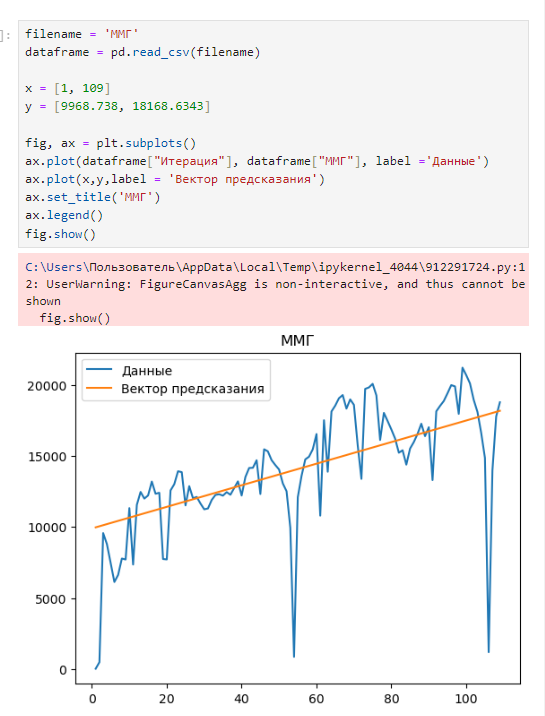 ]:
filename = 'ММГ'
dataframe = pd.read_csv(filename)
x = [1, 109]
y = [9968.738, 18168.6343]
fig, ax = plt.subplots()
ax.plot(dataframe["Итерация"], dataframe["ММГ"], label ='Данные')
ax.plot(x,y,label = 'Вектор предсказания')
ax.set_title('ММГ')
ax.legend()
fig.show()
C:\Users\Пользователь\AppData\Local\Temp\ipykernel_4044\912291724.py:1
2: UserWarning: FigureCanvasAgg is non-interactive, and thus cannot be
shown
fig.show()
ММГ
Данные
Вектор предсказания
20000
15000
10000
5000
0
0 20 40 60 80 100